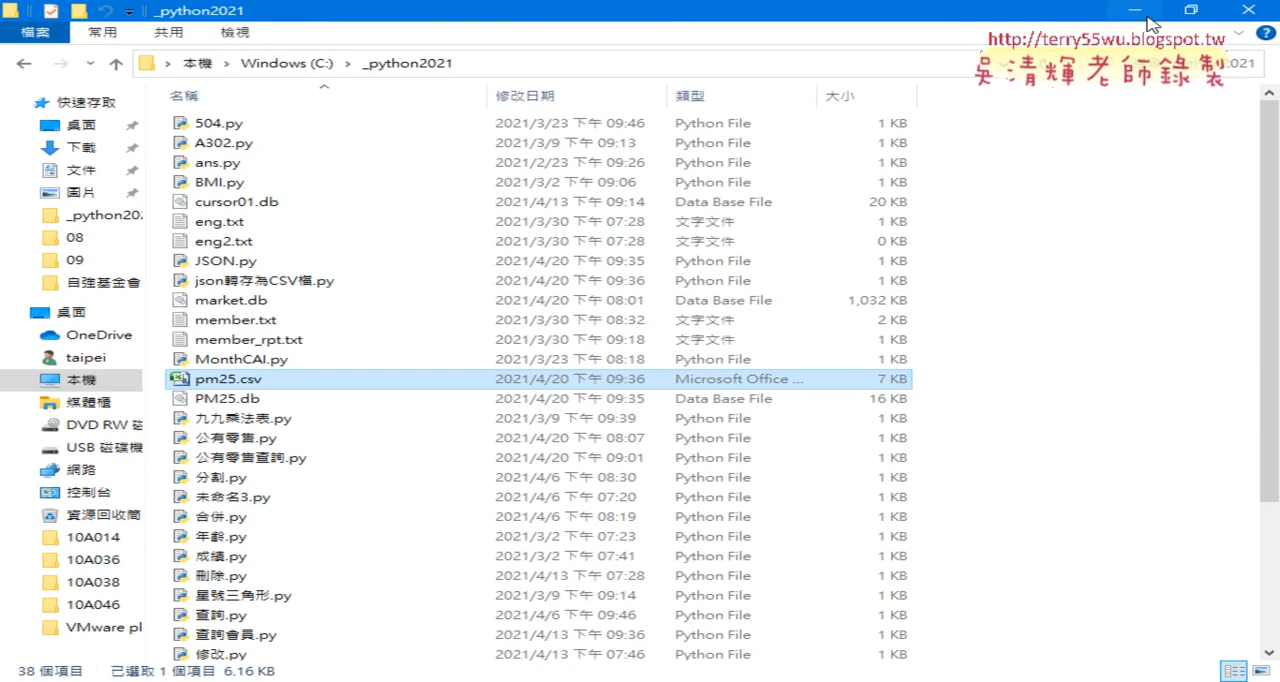 _python2021
檔案 常用 共用 檢視
http://terry55wu.blogspot.tw
本機 Windows (C:) _python2021 2021
吳清輝老師錄製
名稱 修改日期 類型 大小
快速存取
桌面
下載
文件
圖片
_python202
08
09
自強基金會
桌面
OneDrive
taipei
本機
媒體櫃
DVD RW 磁
USB 磁碟機
網路
控制台
資源回收筒
10A014
10A036
10A038
10A046
VMware pl
504.py 2021/3/23 下午 09:46 Python File 1 KB
A302.py 2021/3/9 下午 09:13 Python File 1 KB
ans.py 2021/2/23 下午 09:26 Python File 1 KB
BMI.py 2021/3/2 下午 09:06 Python File 1 KB
cursor01.db 2021/4/13 下午 09:14 Data Base File 20 KB
eng.txt 2021/3/30 下午 07:28 文字文件 1 KB
eng2.txt 2021/3/30 下午 07:28 文字文件 0 KB
JSON.py 2021/4/20 下午 09:35 Python File 1 KB
json轉存為CSV檔.py 2021/4/20 下午 09:36 Python File 1 KB
market.db 2021/4/20 下午 08:01 Data Base File 1,032 KB
member.txt 2021/3/30 下午 08:32 文字文件 2 KB
member_rpt.txt 2021/3/30 下午 09:18 文字文件 1 KB
MonthCAI.py 2021/3/23 下午 08:18 Python File 1 KB
pm25.csv 2021/4/20 下午 09:36 Microsoft Office ... 7 KB
PM25.db 2021/4/20 下午 09:35 Data Base File 16 KB
九九乘法表.py 2021/3/9 下午 09:39 Python File 1 KB
公有零售.py 2021/4/20 下午 08:07 Python File 1 KB
公有零售查詢.py 2021/4/20 下午 09:01 Python File 1 KB
分割.py 2021/4/6 下午 08:30 Python File 1 KB
未命名3.py 2021/4/6 下午 07:20 Python File 1 KB
合併.py 2021/4/6 下午 08:19 Python File 1 KB
年齡.py 2021/3/2 下午 07:23 Python File 1 KB
成績.py 2021/3/2 下午 07:41 Python File 1 KB
刪除.py 2021/4/13 下午 07:28 Python File 1 KB
星號三角形.py 2021/3/9 下午 09:14 Python File 1 KB
查詢.py 2021/4/6 下午 09:46 Python File 1 KB
查詢會員.py 2021/4/13 下午 09:36 Python File 1 KB
修改.py 2021/4/13 下午 07:46 Python File 1 KB
38 個項目 已選取 1 個項目 6.16 KB